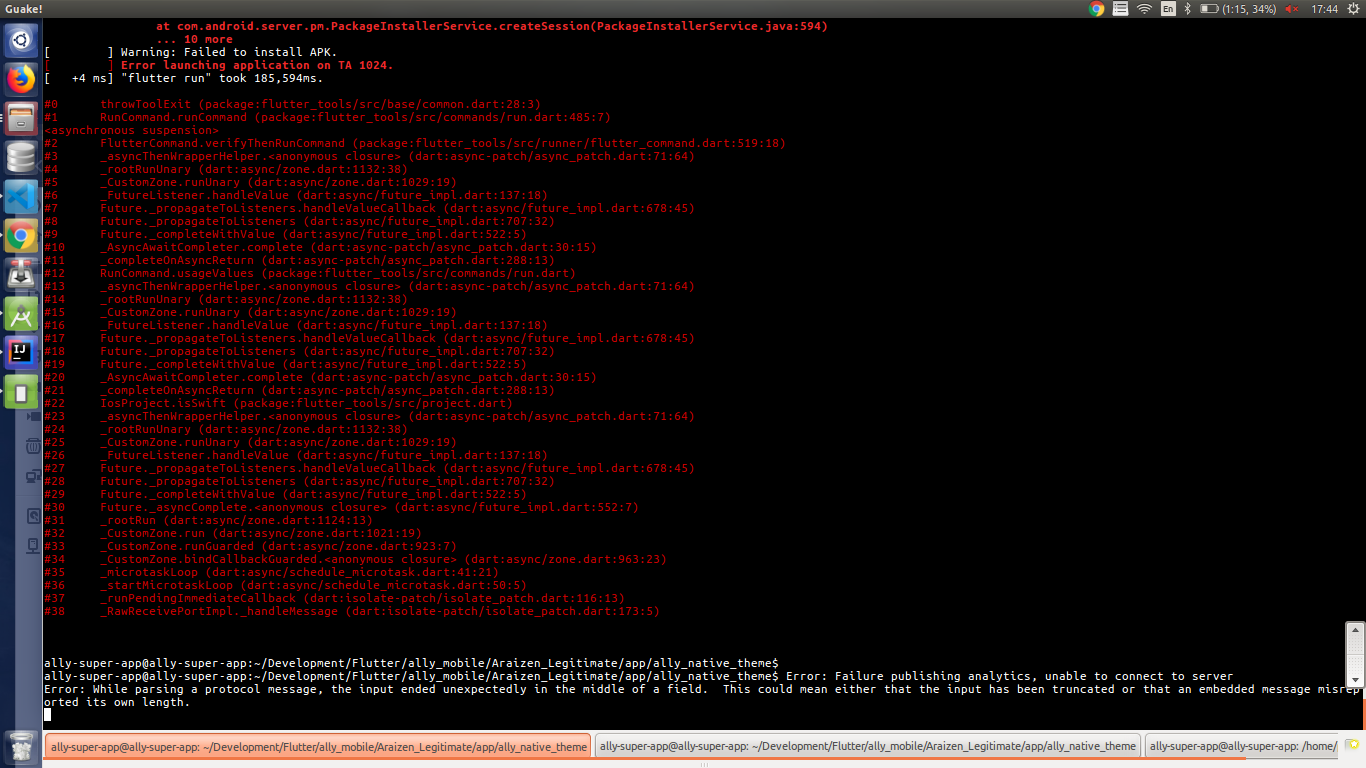 Guake!
En
(1:15, 34%)
17:44
at com.android.server.pm.PackageInstallerService.createSession(PackageInstallerService.java:594)
... 10 more
[ ] Warning: Failed to install APK.
[ ] Error launching application on TA 1024.
[ +4 ms] "flutter run" took 185,594ms.
#0 throwToolExit (package:flutter_tools/src/base/common.dart:28:3)
#1 RunCommand.runCommand (package:flutter_tools/src/commands/run.dart:485:7)
<asynchronous suspension>
#2 FlutterCommand.verifyThenRunCommand (package:flutter_tools/src/runner/flutter_command.dart:519:18)
#3 _asyncThenWrapperHelper.<anonymous closure> (dart:async-patch/async_patch.dart:71:64)
#4 _rootRunUnary (dart:async/zone.dart:1132:38)
#5 _CustomZone.runUnary (dart:async/zone.dart:1029:19)
#6 _FutureListener.handleValue (dart:async/future_impl.dart:137:18)
#7 Future._propagateToListeners.handleValueCallback (dart:async/future_impl.dart:678:45)
#8 Future._propagateToListeners (dart:async/future_impl.dart:707:32)
#9 Future._completeWithValue (dart:async/future_impl.dart:522:5)
#10 _AsyncAwaitCompleter.complete (dart:async-patch/async_patch.dart:30:15)
#11 _completeOnAsyncReturn (dart:async-patch/async_patch.dart:288:13)
#12 RunCommand.usageValues (package:flutter_tools/src/commands/run.dart)
#13 _asyncThenWrapperHelper.<anonymous closure> (dart:async-patch/async_patch.dart:71:64)
#14 _rootRunUnary (dart:async/zone.dart:1132:38)
#15 _CustomZone.runUnary (dart:async/zone.dart:1029:19)
#16 _FutureListener.handleValue (dart:async/future_impl.dart:137:18)
#17 Future._propagateToListeners.handleValueCallback (dart:async/future_impl.dart:678:45)
#18 Future._propagateToListeners (dart:async/future_impl.dart:707:32)
#19 Future._completeWithValue (dart:async/future_impl.dart:522:5)
#20 _AsyncAwaitCompleter.complete (dart:async-patch/async_patch.dart:30:15)
#21 _completeOnAsyncReturn (dart:async-patch/async_patch.dart:288:13)
#22 IosProject.isSwift (package:flutter_tools/src/project.dart)
#23 _asyncThenWrapperHelper.<anonymous closure> (dart:async-patch/async_patch.dart:71:64)
#24 _rootRunUnary (dart:async/zone.dart:1132:38)
#25 _CustomZone.runUnary (dart:async/zone.dart:1029:19)
#26 _FutureListener.handleValue (dart:async/future_impl.dart:137:18)
#27 Future._propagateToListeners.handleValueCallback (dart:async/future_impl.dart:678:45)
#28 Future._propagateToListeners (dart:async/future_impl.dart:707:32)
#29 Future._completeWithValue (dart:async/future_impl.dart:522:5)
#30 Future._asyncComplete.<anonymous closure> (dart:async/future_impl.dart:552:7)
#31 _rootRun (dart:async/zone.dart:1124:13)
#32 _CustomZone.run (dart:async/zone.dart:1021:19)
#33 _CustomZone.runGuarded (dart:async/zone.dart:923:7)
#34 _CustomZone.bindCallbackGuarded.<anonymous closure> (dart:async/zone.dart:963:23)
#35 _microtaskLoop (dart:async/schedule_microtask.dart:41:21)
#36 _startMicrotaskLoop (dart:async/schedule_microtask.dart:50:5)
#37 _runPendingImmediateCallback (dart:isolate-patch/isolate_patch.dart:116:13)
#38 _RawReceivePortImpl._handleMessage (dart:isolate-patch/isolate_patch.dart:173:5)
ally-super-app@ally-super-app:~/Development/Flutter/ally_mobile/Araizen_Legitimate/app/ally_native_theme$
ally-super-app@ally-super-app:~/Development/Flutter/ally_mobile/Araizen_Legitimate/app/ally_native_theme$ Error: Failure publishing analytics, unable to connect to server
Error: While parsing a protocol message, the input ended unexpectedly in the middle of a field. This could mean either that the input has been truncated or that an embedded message misrep
orted its own length.
ally-super-app@ally-super-app: ~/Development/Flutter/ally_mobile/Araizen_Legitimate/app/ally_native_theme
ally-super-app@ally-super-app: ~/Development/Flutter/ally_mobile/Araizen_Legitimate/app/ally_native_theme
ally-super-app@ally-super-app: /home/